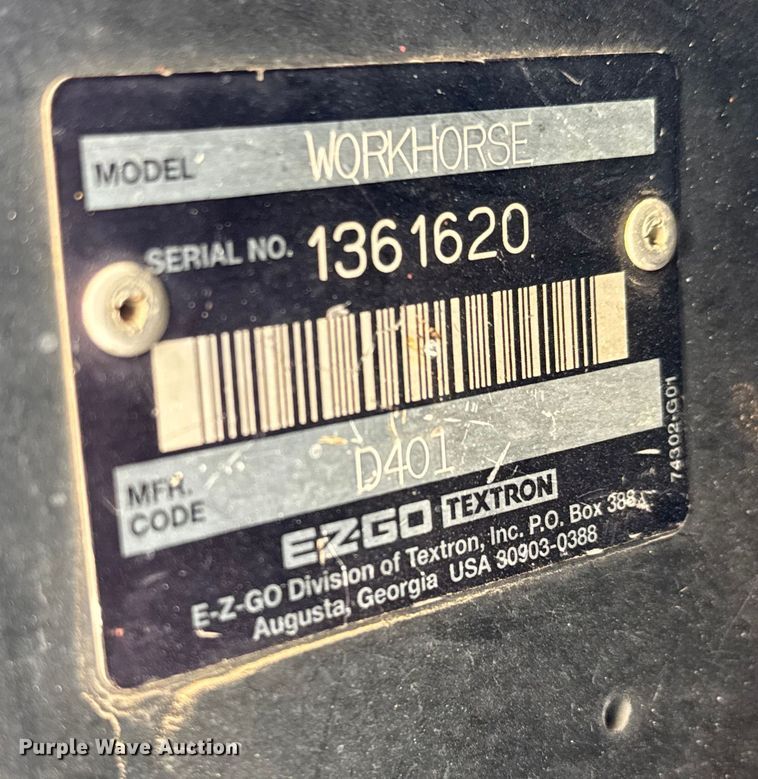 MODEL WORKHORSE
SERIAL NO. 1361620
MFR. CODE D401
74302-G01
E-Z-GO TEXTRON
E-Z-GO Division of Textron, Inc. P.O. Box 388
Augusta, Georgia USA 30903-0388
Purple Wave Auction